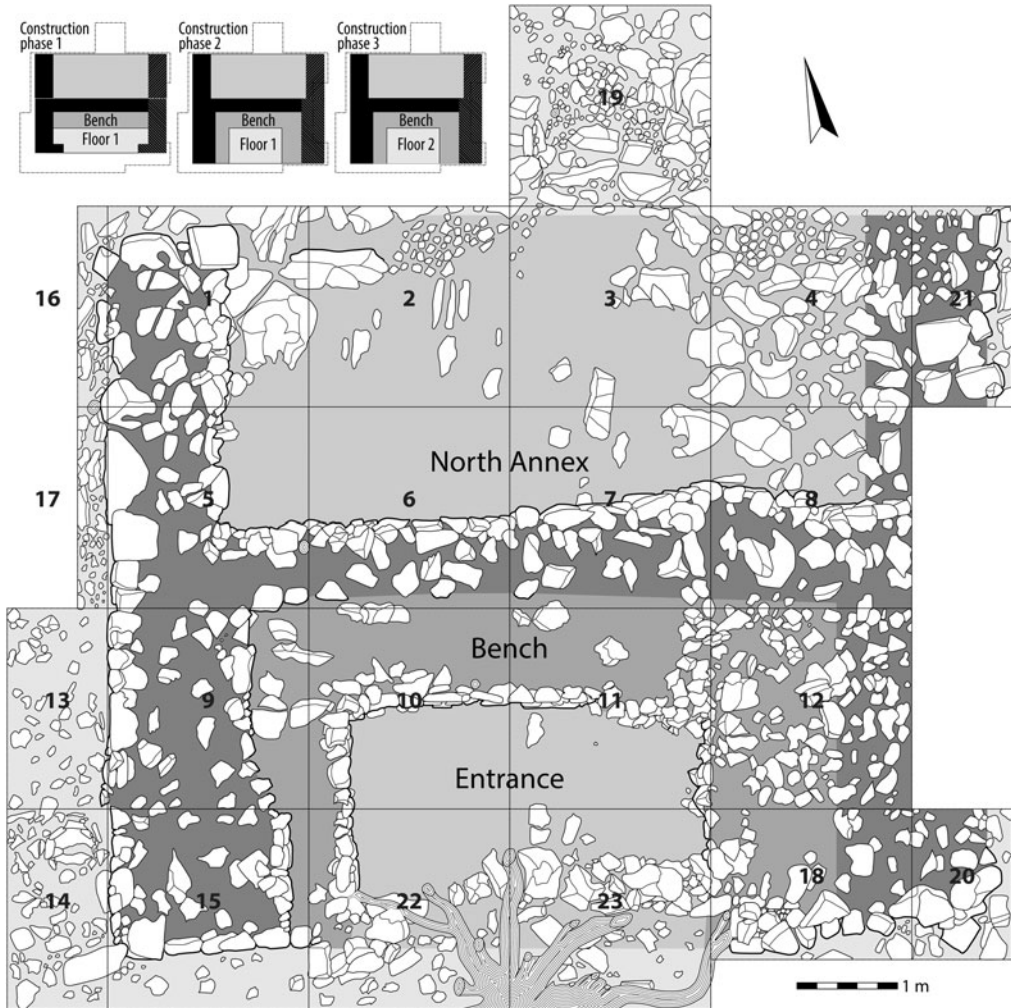 Construction
phase 1
Bench
Floor 1
Construction
phase 2
Bench
Floor 1
Construction
phase 3
Bench
Floor 2
19
16
1
2
3
4
21
North Annex
17
5
6
7
8
Bench
13
9
10
11
12
Entrance
14
15
22
23
18
20
1 m